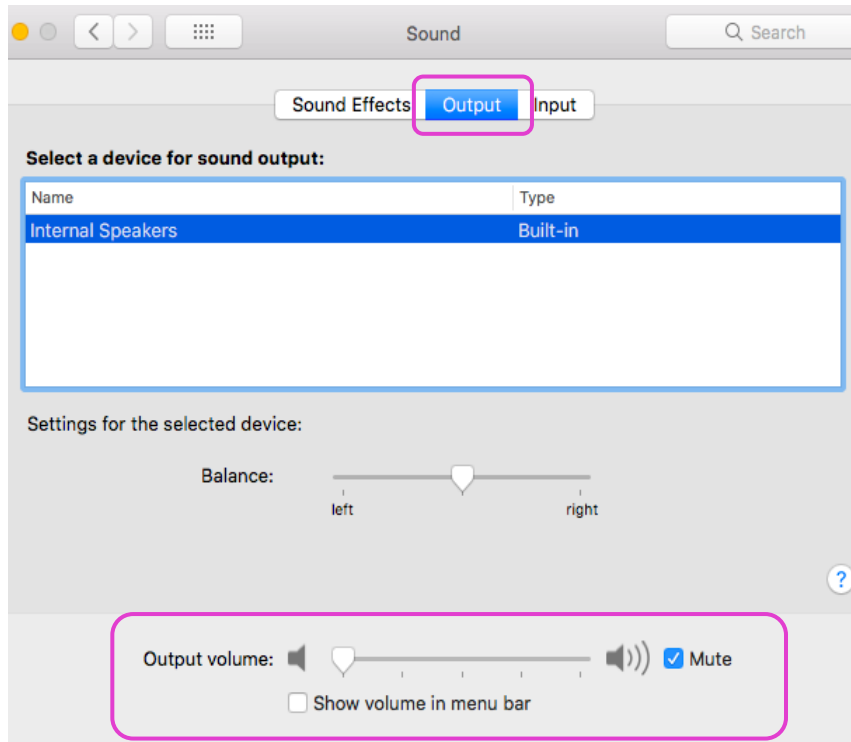 Sound
Search
Sound Effects Output Input
Select a device for sound output:
Name Type
Internal Speakers Built-in
Settings for the selected device:
Balance:
left right
?
Output volume: Mute
Show volume in menu bar